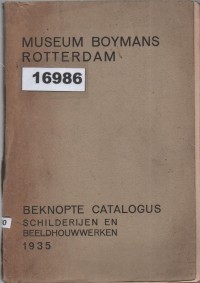 MUSEUM BOYMANS
ROTTERDAM
16986
BEKNOPTE CATALOGUS
SCHILDERIJEN EN
BEELDHOUWWERKEN
1935